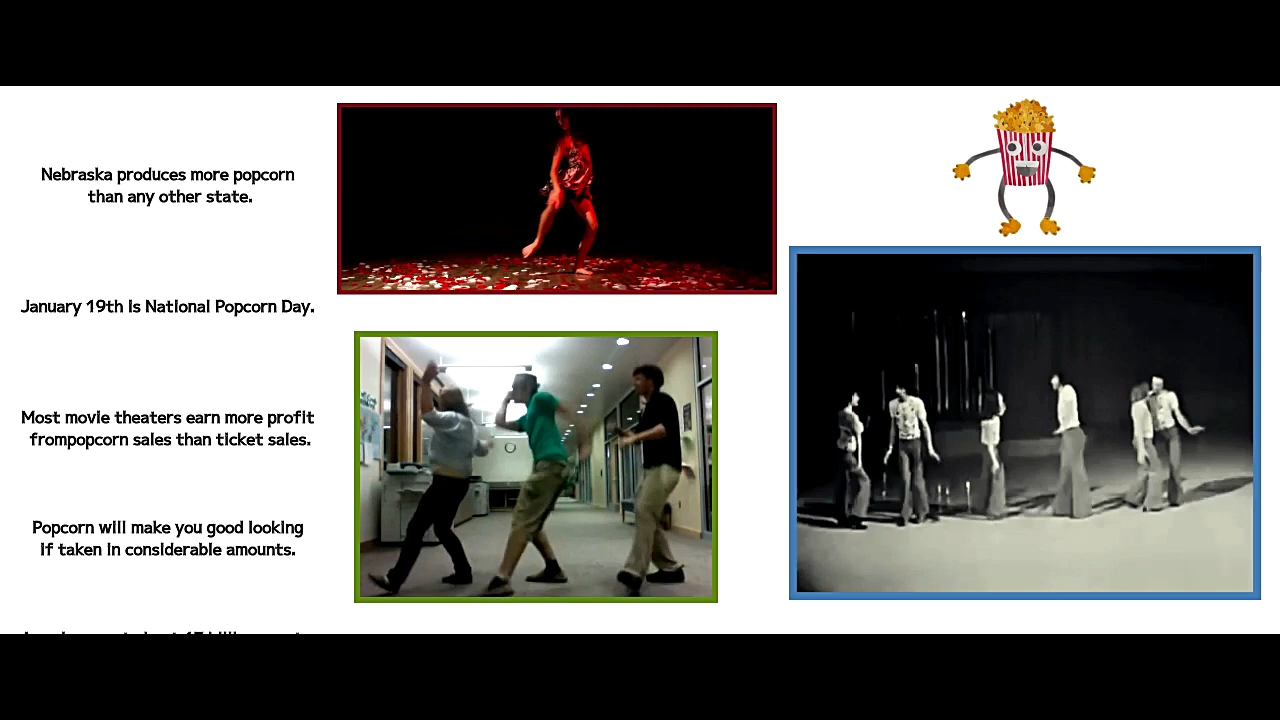 Nebraska produces more popcorn
than any other state.
January 19th is National Popcorn Day.
Most movie theaters earn more profit
frompopcorn sales than ticket sales.
Popcorn will make you good looking
if taken in considerable amounts.